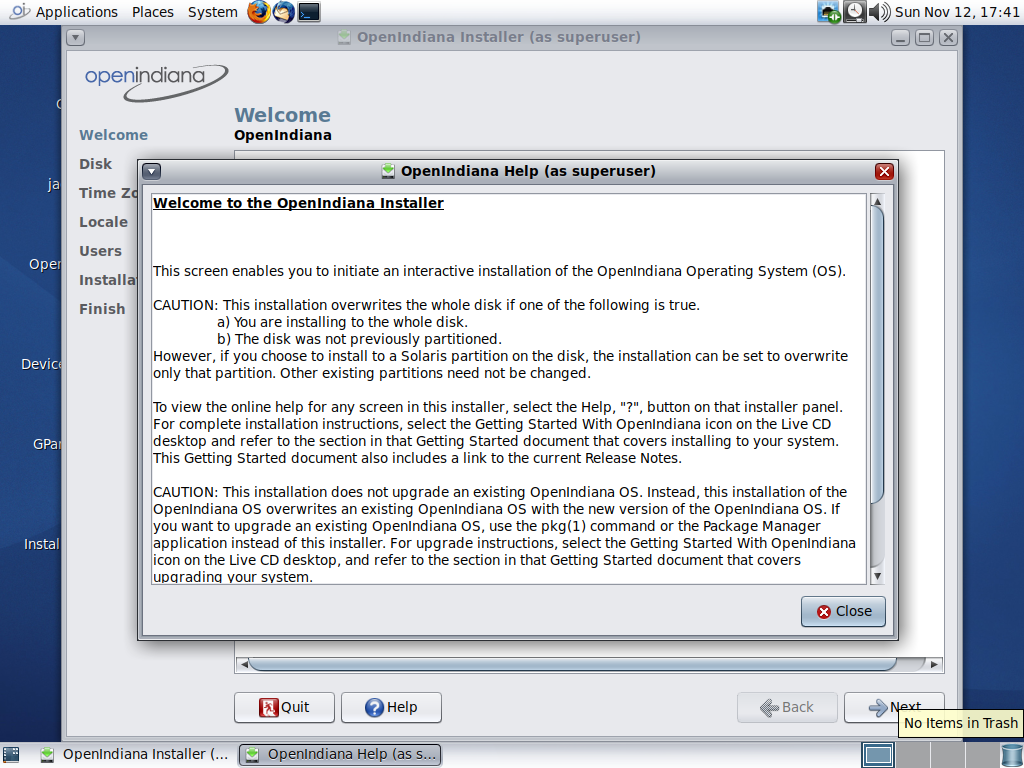 Applications Places System Sun Nov 12, 17:41
OpenIndiana Installer (as superuser)
openindiana
Welcome
OpenIndiana
Welcome
Disk
Time Zo
Locale
Users
Installa
Finish
ja
Open
Device
GPar
Install
OpenIndiana Help (as superuser)
Welcome to the OpenIndiana Installer
This screen enables you to initiate an interactive installation of the OpenIndiana Operating System (OS).
CAUTION: This installation overwrites the whole disk if one of the following is true.
a) You are installing to the whole disk.
b) The disk was not previously partitioned.
However, if you choose to install to a Solaris partition on the disk, the installation can be set to overwrite
only that partition. Other existing partitions need not be changed.
To view the online help for any screen in this installer, select the Help, "?", button on that installer panel.
For complete installation instructions, select the Getting Started With OpenIndiana icon on the Live CD
desktop and refer to the section in that Getting Started document that covers installing to your system.
This Getting Started document also includes a link to the current Release Notes.
CAUTION: This installation does not upgrade an existing OpenIndiana OS. Instead, this installation of the
OpenIndiana OS overwrites an existing OpenIndiana OS with the new version of the OpenIndiana OS. If
you want to upgrade an existing OpenIndiana OS, use the pkg(1) command or the Package Manager
application instead of this installer. For upgrade instructions, select the Getting Started With OpenIndiana
icon on the Live CD desktop, and refer to the section in that Getting Started document that covers
upgrading your system.
Close
Quit Help Back Next
No Items in Trash
OpenIndiana Installer (... OpenIndiana Help (as s...